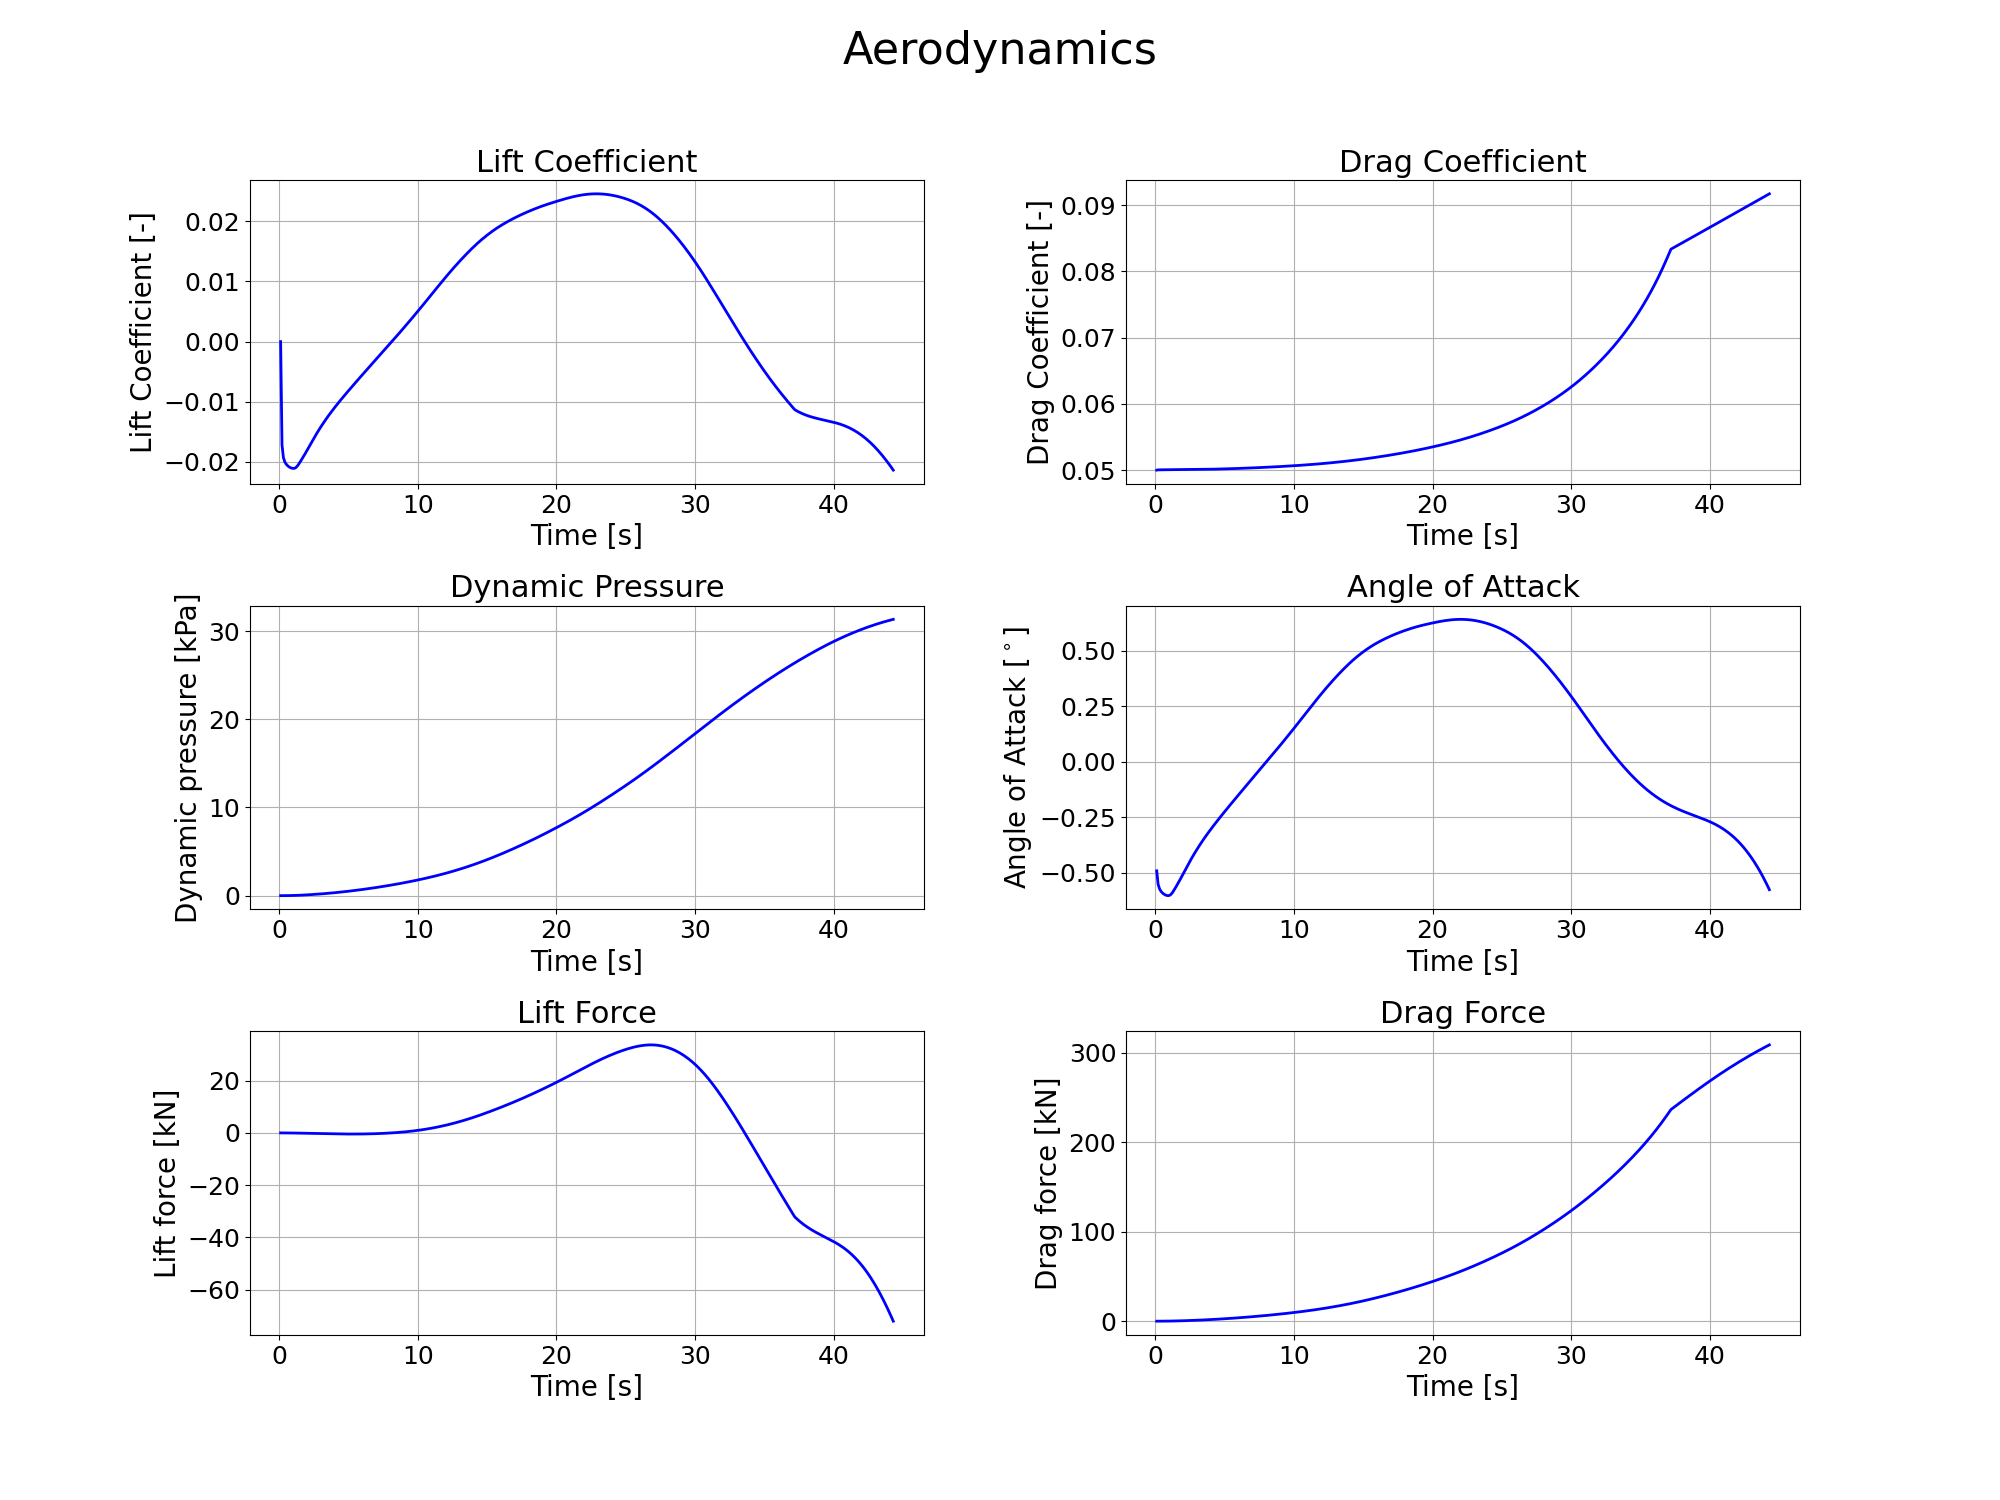 Aerodynamics
Lift Coefficient
Lift Coefficient [-]
0.02
0.01
0.00
−0.01
−0.02
0 10 20 30 40
Time [s]
Drag Coefficient
Drag Coefficient [-]
0.09
0.08
0.07
0.06
0.05
0 10 20 30 40
Time [s]
Dynamic Pressure
Dynamic pressure [kPa]
30
20
10
0
0 10 20 30 40
Time [s]
Angle of Attack
Angle of Attack [°]
0.50
0.25
0.00
−0.25
−0.50
0 10 20 30 40
Time [s]
Lift Force
Lift force [kN]
20
0
−20
−40
−60
0 10 20 30 40
Time [s]
Drag Force
Drag force [kN]
300
200
100
0
0 10 20 30 40
Time [s]